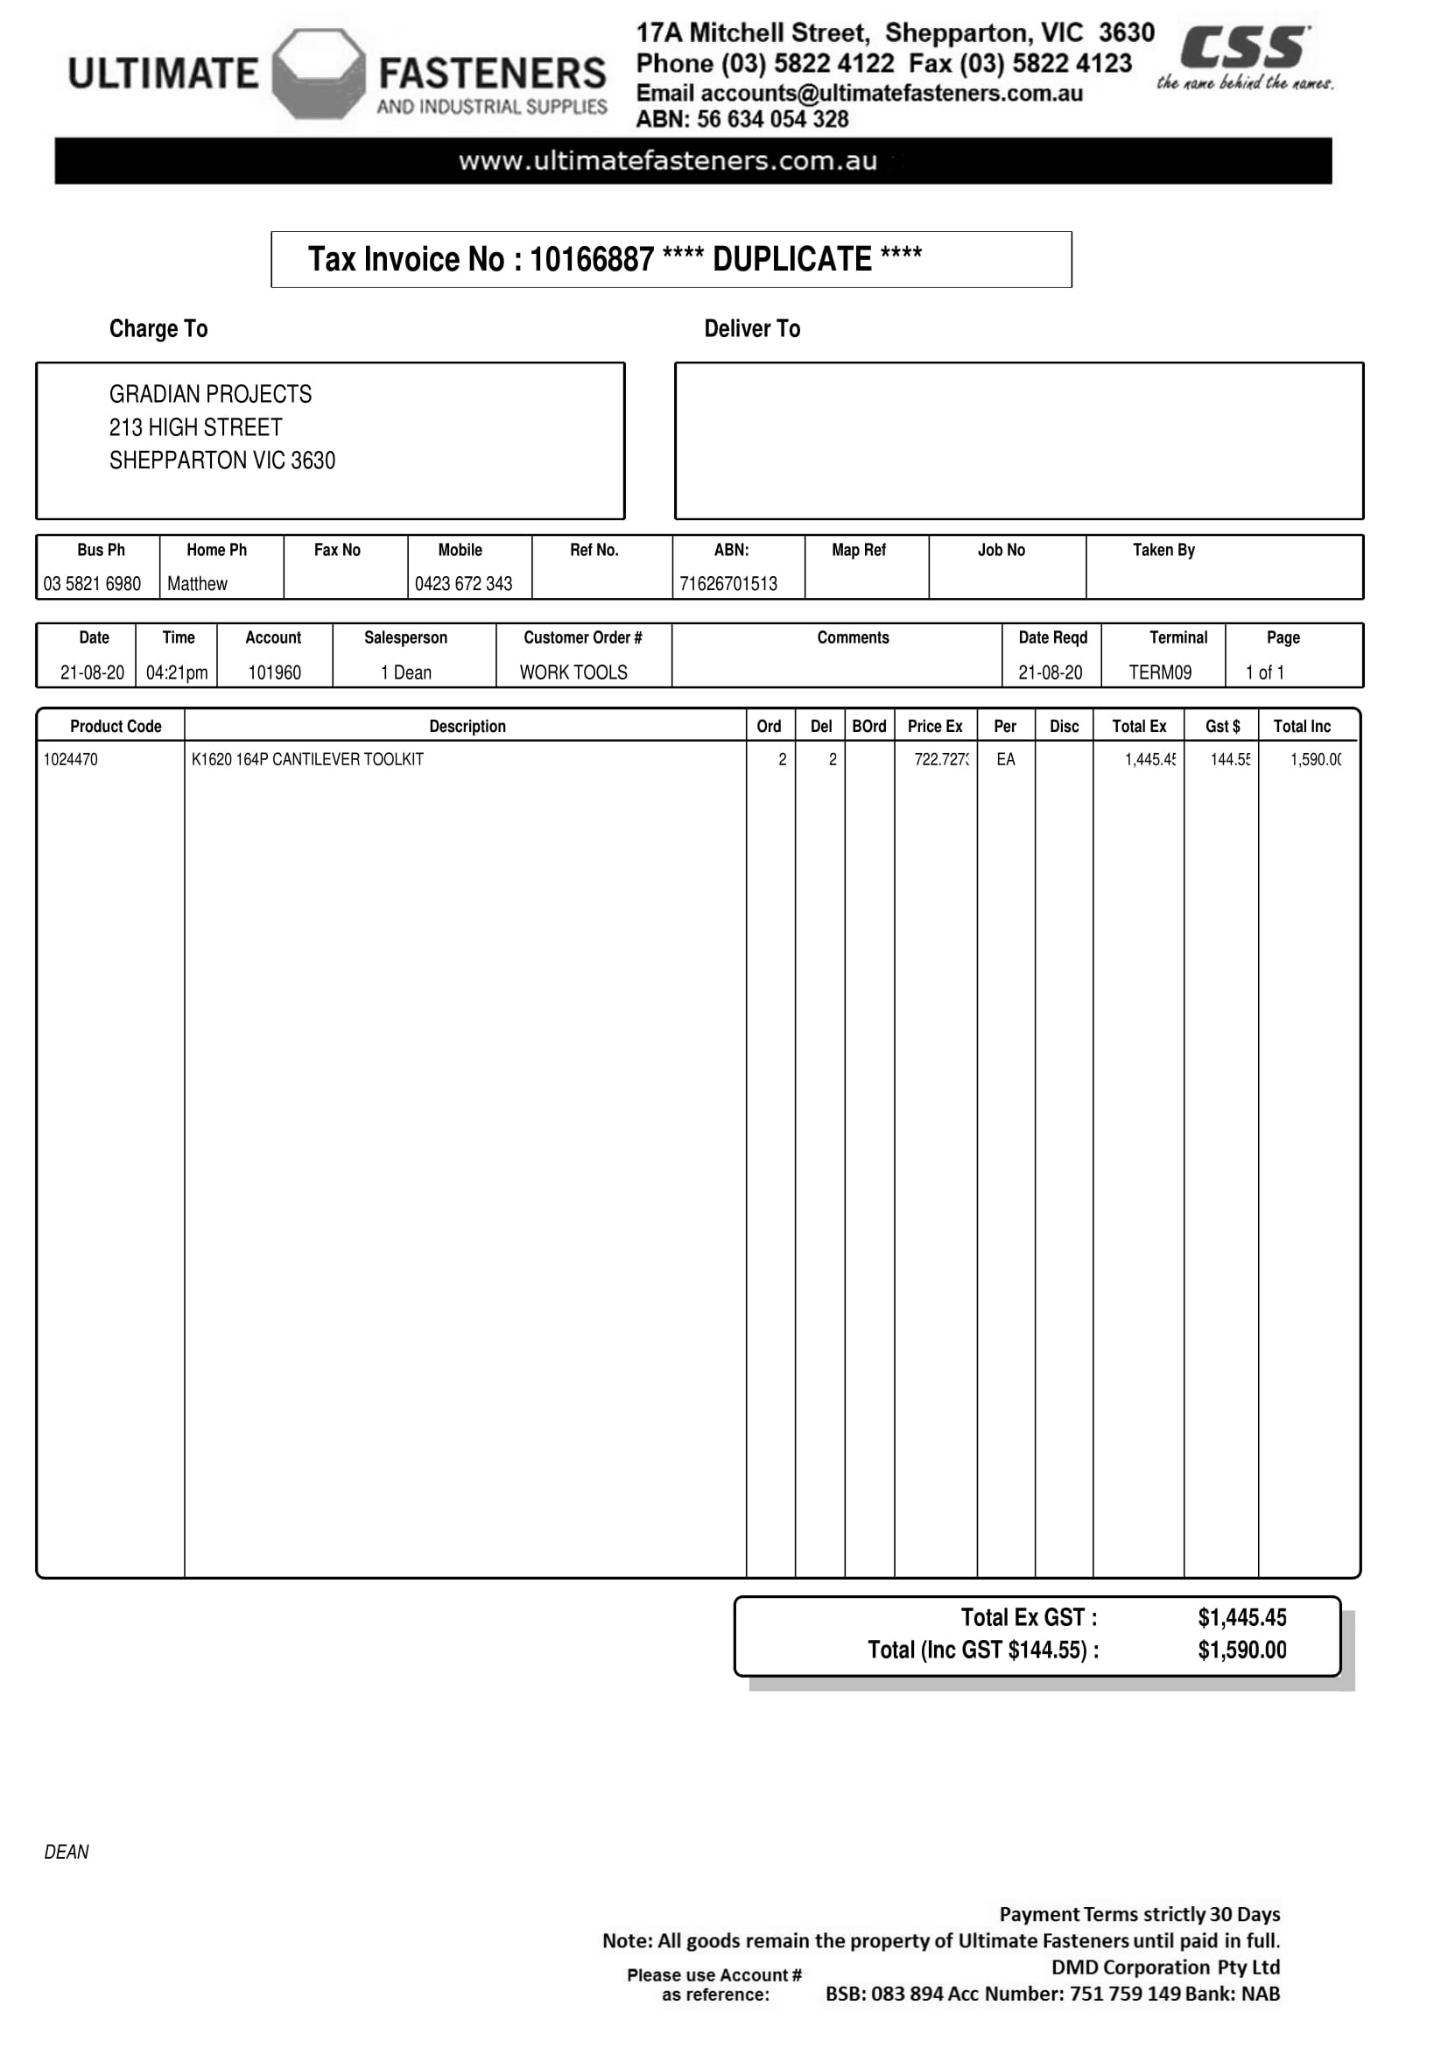 ULTIMATE FASTENERS
AND INDUSTRIAL SUPPLIES
17A Mitchell Street, Shepparton, VIC 3630
Phone (03) 5822 4122 Fax (03) 5822 4123
Email accounts@ultimatefasteners.com.au
ABN: 56 634 054 328
CSS
the name behind the names.
www.ultimatefasteners.com.au
Tax Invoice No : 10166887 **** DUPLICATE ****
Charge To
GRADIAN PROJECTS
213 HIGH STREET
SHEPPARTON VIC 3630
Deliver To
Bus Ph Home Ph Fax No Mobile Ref No. ABN: Map Ref Job No Taken By
03 5821 6980 Matthew 0423 672 343 71626701513
Date Time Account Salesperson Customer Order # Comments Date Reqd Terminal Page
21-08-20 04:21pm 101960 1 Dean WORK TOOLS 21-08-20 TERM09 1 of 1
Product Code Description Ord Del BOrd Price Ex Per Disc Total Ex Gst $ Total Inc
1024470 K1620 164P CANTILEVER TOOLKIT 2 2 722.7273 EA 1,445.45 144.55 1,590.00
Total Ex GST : $1,445.45
Total (Inc GST $144.55) : $1,590.00
DEAN
Payment Terms strictly 30 Days
Note: All goods remain the property of Ultimate Fasteners until paid in full.
DMD Corporation Pty Ltd
Please use Account #
as reference:
BSB: 083 894 Acc Number: 751 759 149 Bank: NAB